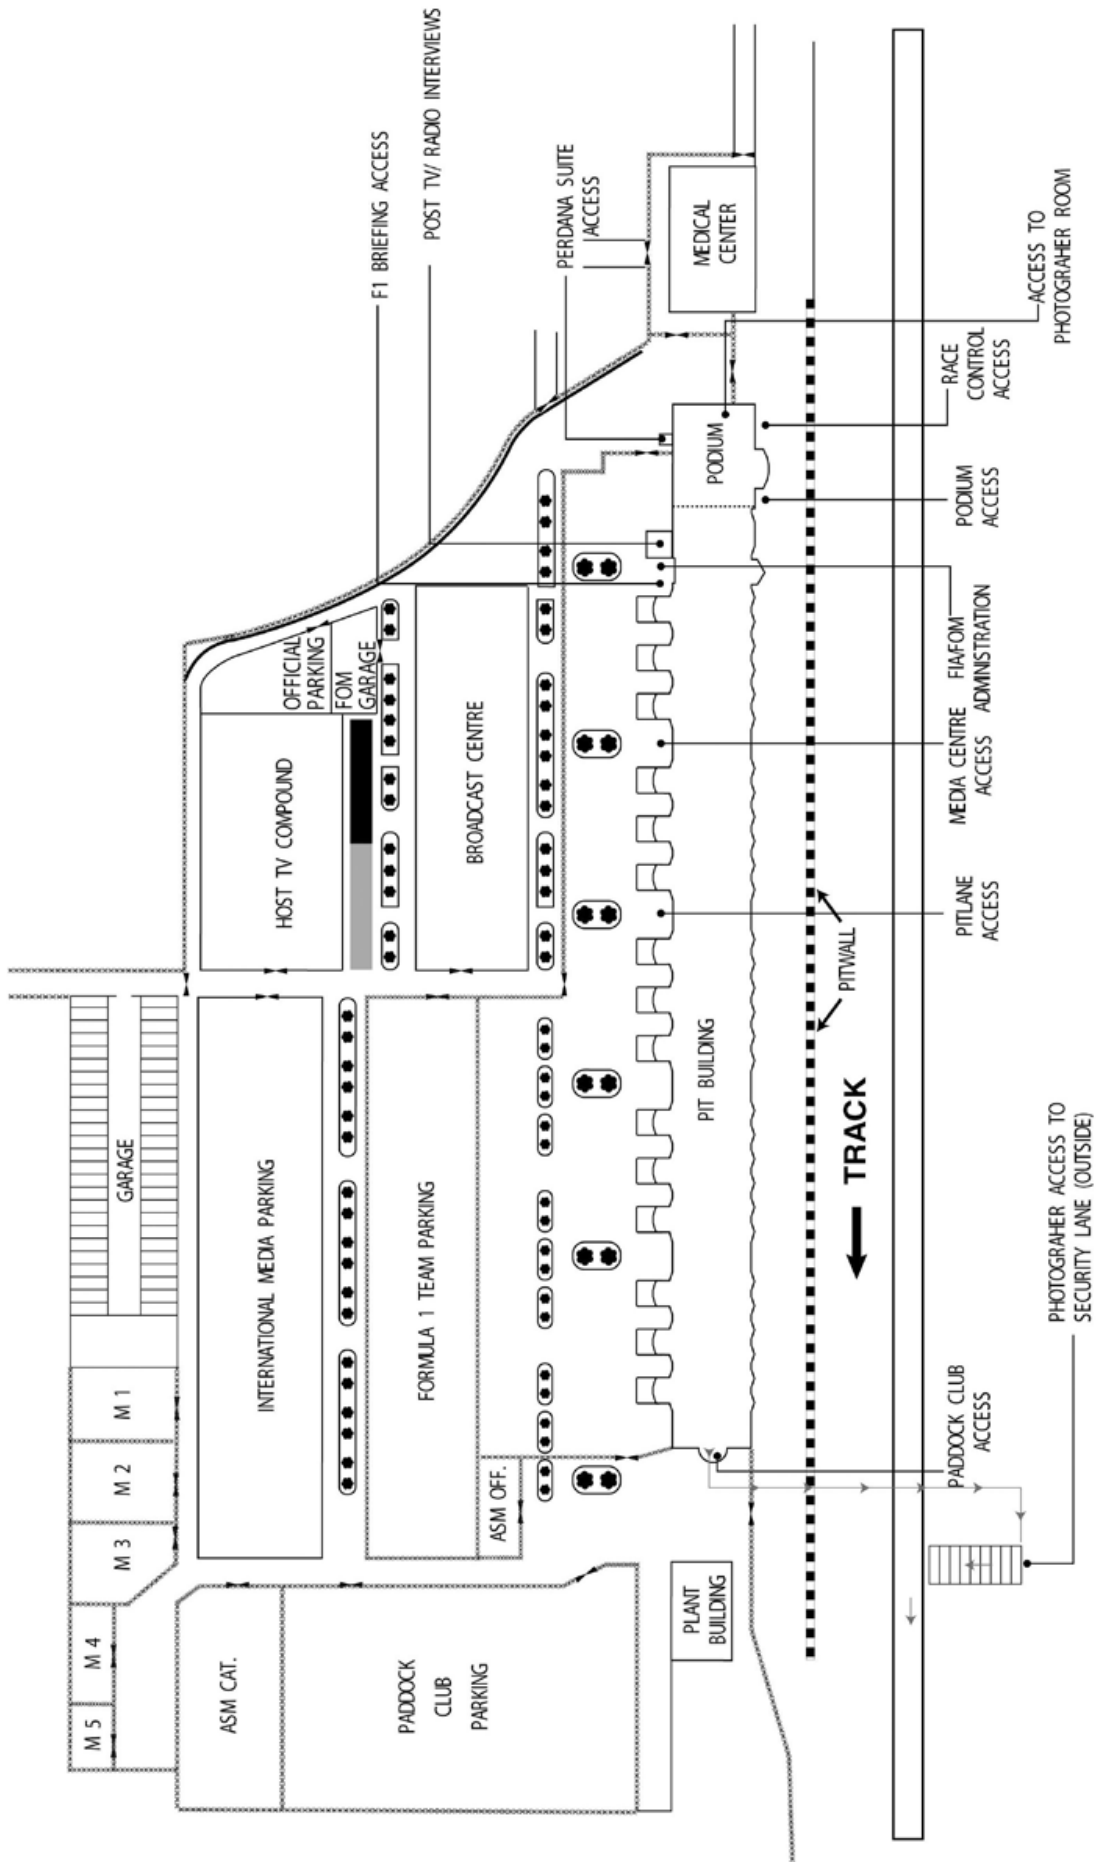 M 5
M 4
M 3
M 2
M 1
GARAGE
ASM CAT.
INTERNATIONAL MEDIA PARKING
HOST TV COMPOUND
OFFICIAL
PARKING
FOM
GARAGE
F1 BRIEFING ACCESS
POST TV/ RADIO INTERVIEWS
PADDOCK
CLUB
PARKING
FORMULA 1 TEAM PARKING
ASM OFF.
BROADCAST CENTRE
PERDANA SUITE
ACCESS
PLANT
BUILDING
PIT BUILDING
PODIUM
MEDICAL
CENTER
TRACK
PITWALL
PADDOCK CLUB
ACCESS
PITLANE
ACCESS
MEDIA CENTRE
ACCESS
FIA/FOM
ADMINISTRATION
PODIUM
ACCESS
RACE
CONTROL
ACCESS
ACCESS TO
PHOTOGRAHER ROOM
PHOTOGRAHER ACCESS TO
SECURITY LANE (OUTSIDE)